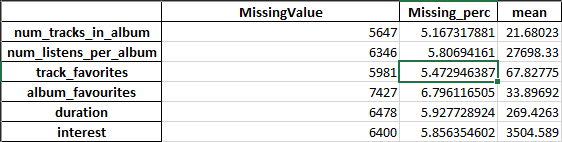 MissingValue Missing_perc mean
num_tracks_in_album 5647 5.167317881 21.68023
num_listens_per_album 6346 5.80694161 27698.33
track_favorites 5981 5.472946387 67.82775
album_favourites 7427 6.796116505 33.89692
duration 6478 5.927728924 269.4263
interest 6400 5.856354602 3504.589